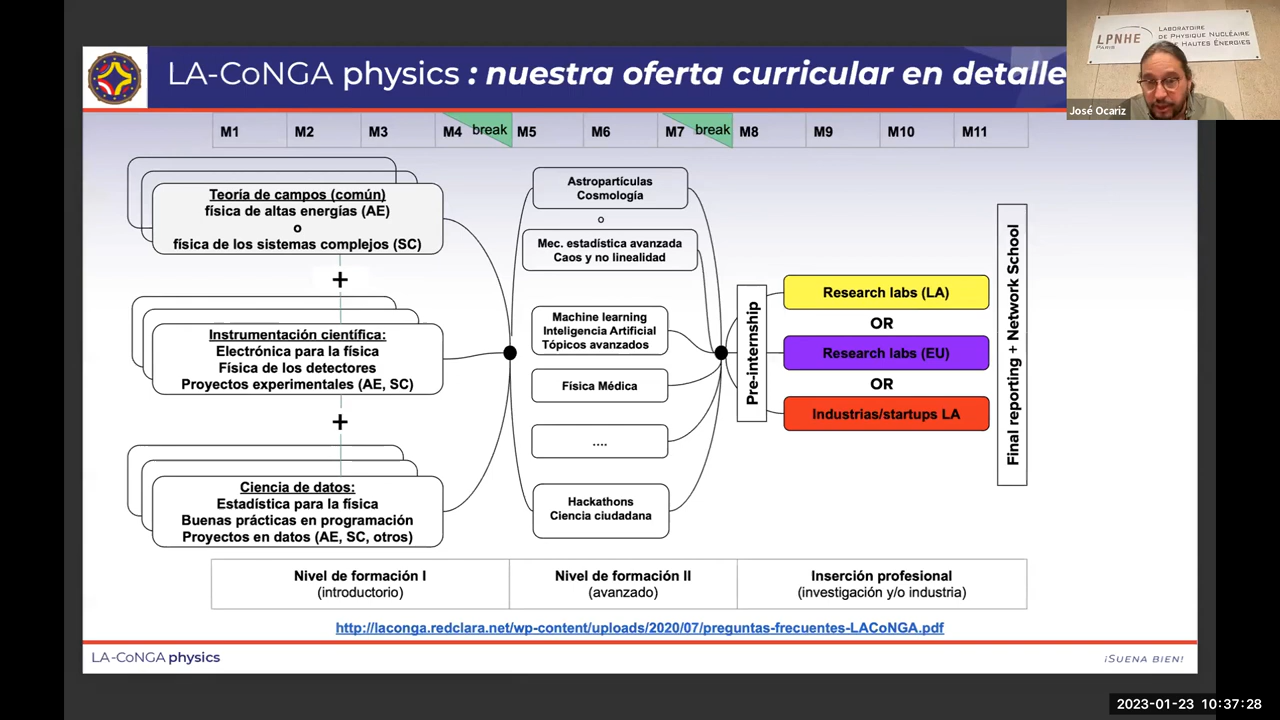 LPNHE
PARIS
LABORATOIRE
DE PHYSIQUE NUCLÉAIRE
HAUTES ÉNERGIES
José Ocariz
LA-CoNGA physics : nuestra oferta curricular en detalle
M1 M2 M3 M4 break M5 M6 M7 break M8 M9 M10 M11
Teoría de campos (común)
física de altas energías (AE)
o
física de los sistemas complejos (SC)
+
Instrumentación científica:
Electrónica para la física
Física de los detectores
Proyectos experimentales (AE, SC)
+
Ciencia de datos:
Estadística para la física
Buenas prácticas en programación
Proyectos en datos (AE, SC, otros)
Astropartículas
Cosmología
o
Mec. estadística avanzada
Caos y no linealidad
Machine learning
Inteligencia Artificial
Tópicos avanzados
Física Médica
....
Hackathons
Ciencia ciudadana
Pre-internship
Research labs (LA)
OR
Research labs (EU)
OR
Industrias/startups LA
Final reporting + Network School
Nivel de formación I
(introductorio)
Nivel de formación II
(avanzado)
Inserción profesional
(investigación y/o industria)
http://laconga.redclara.net/wp-content/uploads/2020/07/preguntas-frecuentes-LACoNGA.pdf
LA-CoNGA physics
¡SUENA BIEN!
2023-01-23 10:37:28